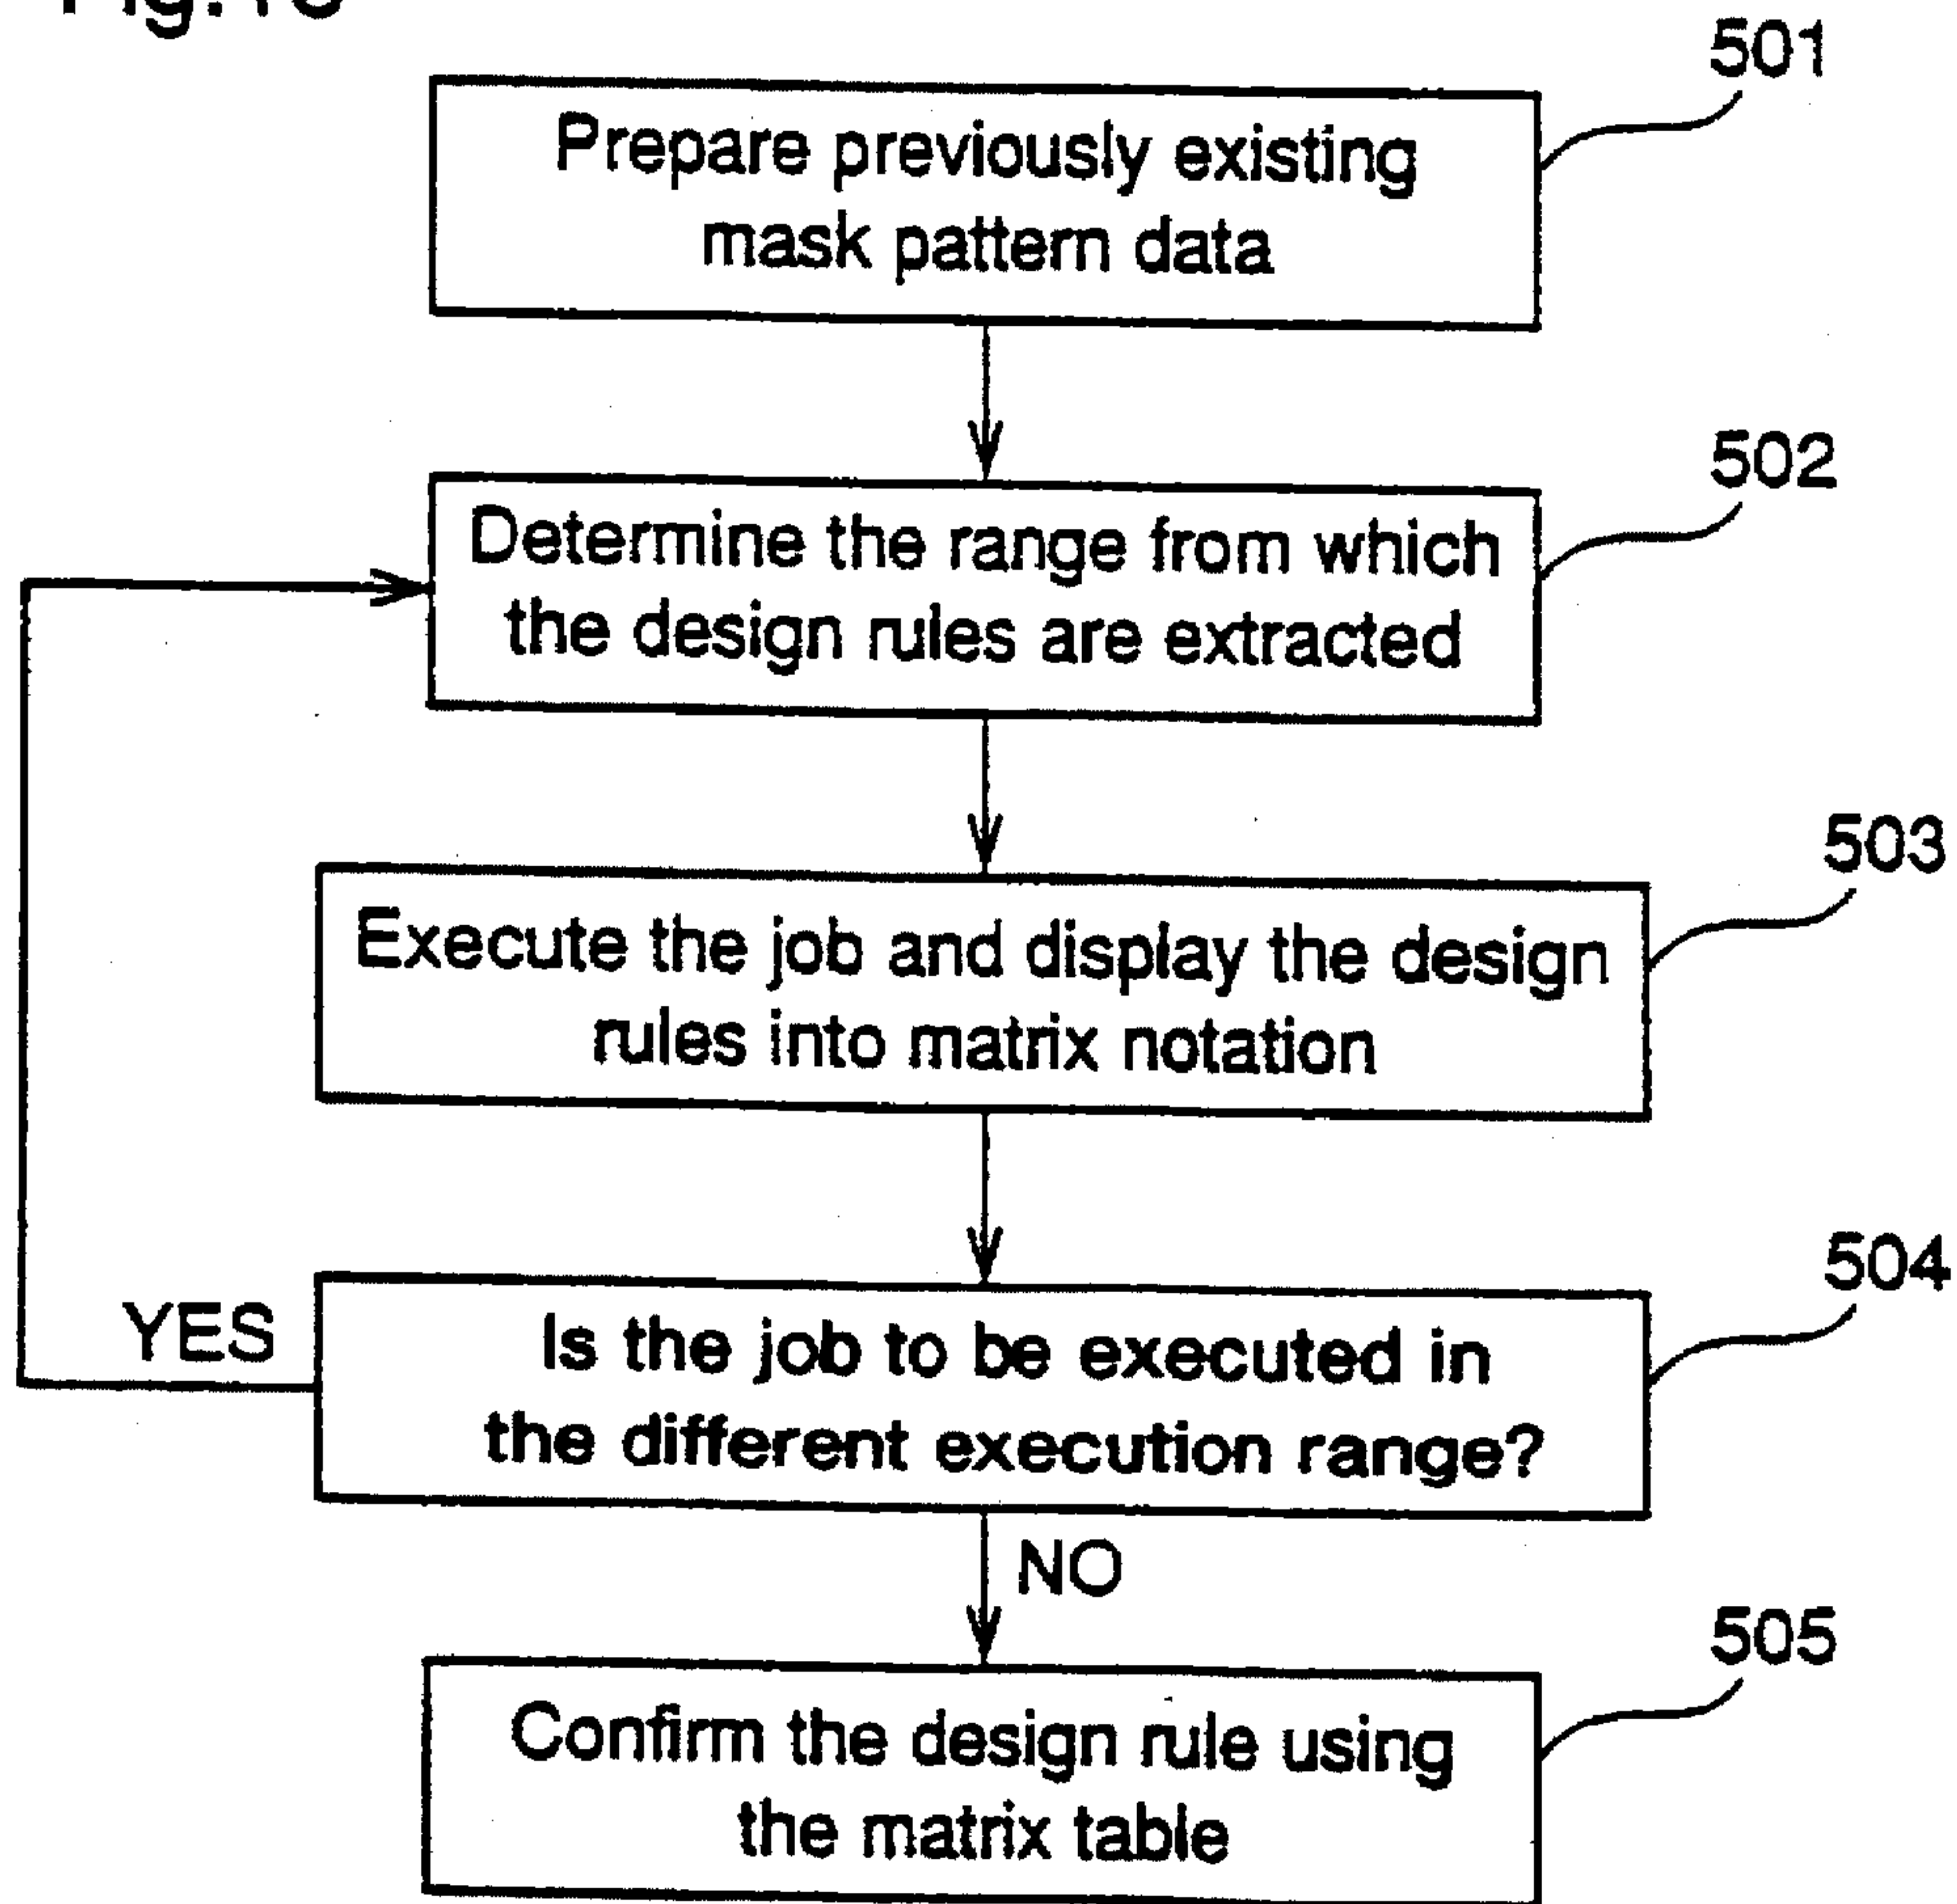 501
Prepare previously existing
mask pattern data
502
Determine the range from which
the design rules are extracted
503
Execute the job and display the design
rules into matrix notation
504
YES
Is the job to be executed in
the different execution range?
NO
505
Confirm the design rule using
the matrix table